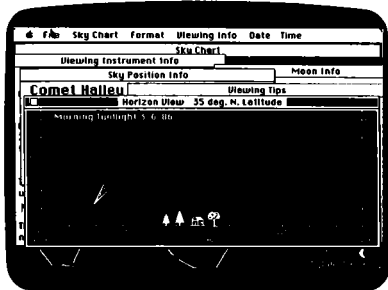 File Sky Chart Format Viewing Info Date Time
Sky Chart
Viewing Instrument Info
Sky Position Info
Moon Info
Comet Halley
Viewing Tips
Horizon View 35 deg. N. Latitude
Morning Twilight 3 6 86